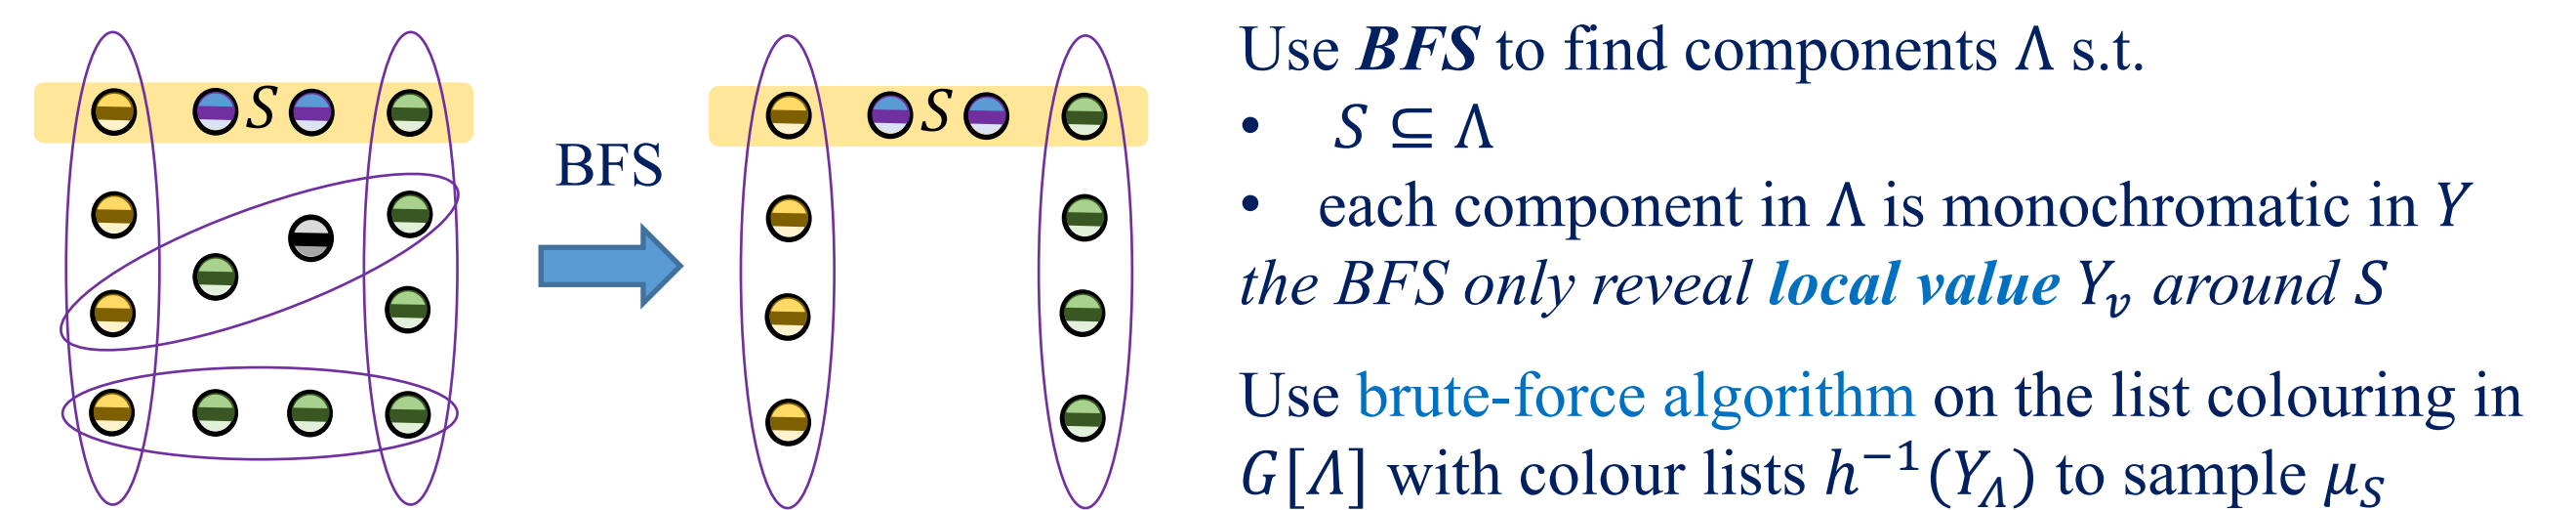 S
BFS
S
Use BFS to find components Λ s.t.
• S ⊆ Λ
• each component in Λ is monochromatic in Y
the BFS only reveal local value Yᵥ around S
Use brute-force algorithm on the list colouring in
G[Λ] with colour lists h⁻¹(Y_Λ) to sample μ_S